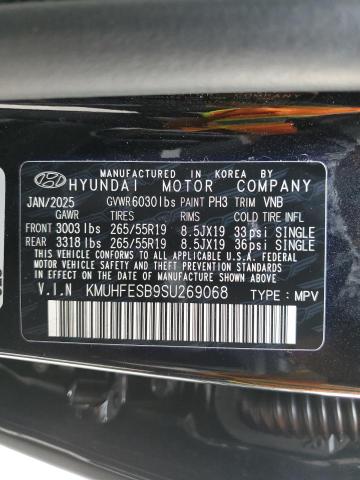 MANUFACTURED IN KOREA BY
HYUNDAI MOTOR COMPANY
JAN/2025 GVWR 6030lbs PAINT PH3 TRIM VNB
GAWR TIRES RIMS COLD TIRE INFL
FRONT 3003 lbs 265/55R19 8.5JX19 33psi SINGLE
REAR 3318 lbs 265/55R19 8.5JX19 36psi SINGLE
THIS VEHICLE CONFORMS TO ALL APPLICABLE U.S.A. FEDERAL
MOTOR VEHICLE SAFETY AND THEFT PREVENTION STANDARDS IN
EFFECT ON THE DATE OF MANUFACTURE SHOWN ABOVE.
V.I.N KMUHFESB9SU269068 TYPE : MPV